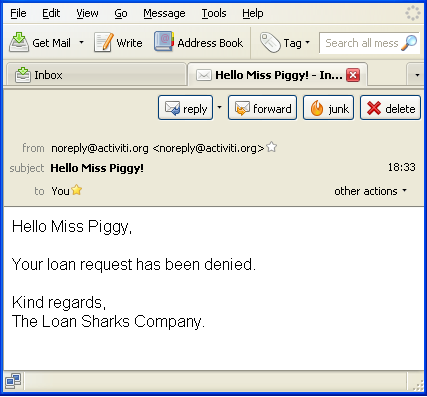 File Edit View Go Message Tools Help
Get Mail Write Address Book Tag Search all mess
Inbox Hello Miss Piggy! - In...
reply forward junk delete
from noreply@activiti.org <noreply@activiti.org>
subject Hello Miss Piggy! 18:33
to You other actions
Hello Miss Piggy,
Your loan request has been denied.
Kind regards,
The Loan Sharks Company.